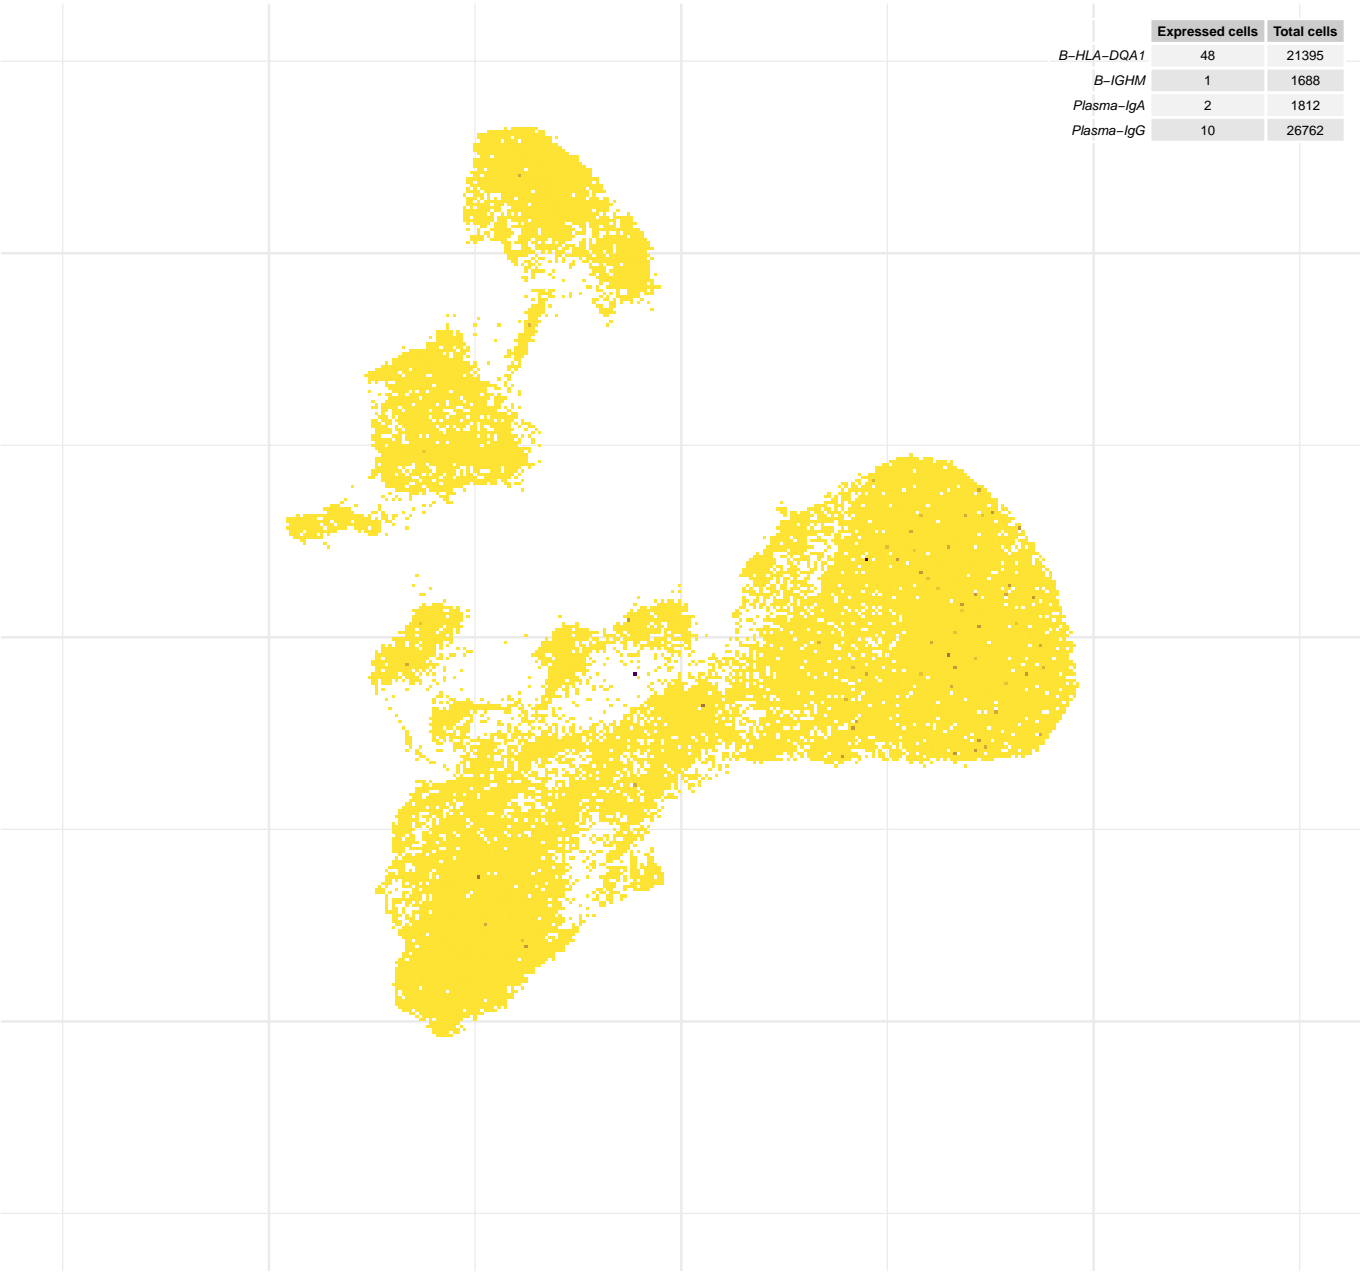 Expressed cells Total cells
B−HLA−DQA1 48 21395
B−IGHM 1 1688
Plasma−IgA 2 1812
Plasma−IgG 10 26762